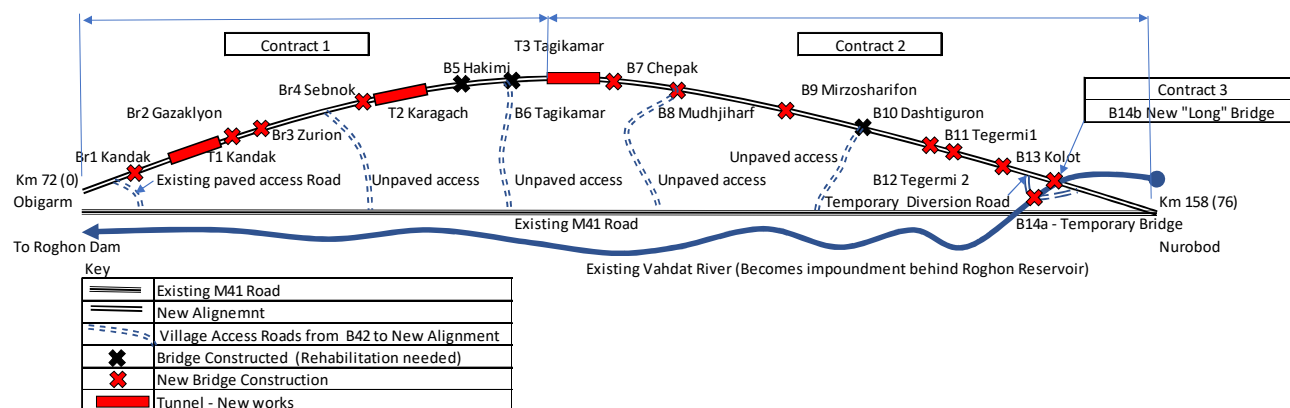 Contract 1
T3 Tagikamar
Contract 2
B5 Hakimi
B7 Chepak
Br4 Sebnok
B9 Mirzosharifon
Contract 3
Br2 Gazaklyon
T2 Karagach
B6 Tagikamar
B8 Mudhjiharf
B10 Dashtiguron
B14b New "Long" Bridge
Br3 Zurion
B11 Tegermi1
Br1 Kandak
T1 Kandak
Unpaved access
B13 Kolot
Km 72 (0)
Existing paved access Road
Unpaved access
Unpaved access
Unpaved access
B12 Tegermi 2
Obigarm
Temporary Diversion Road
Km 158 (76)
Existing M41 Road
B14a - Temporary Bridge
To Roghon Dam
Nurobod
Existing Vahdat River (Becomes impoundment behind Roghon Reservoir)
Key
Existing M41 Road
New Alignemnt
Village Access Roads from B42 to New Alignment
Bridge Constructed (Rehabilitation needed)
New Bridge Construction
Tunnel - New works